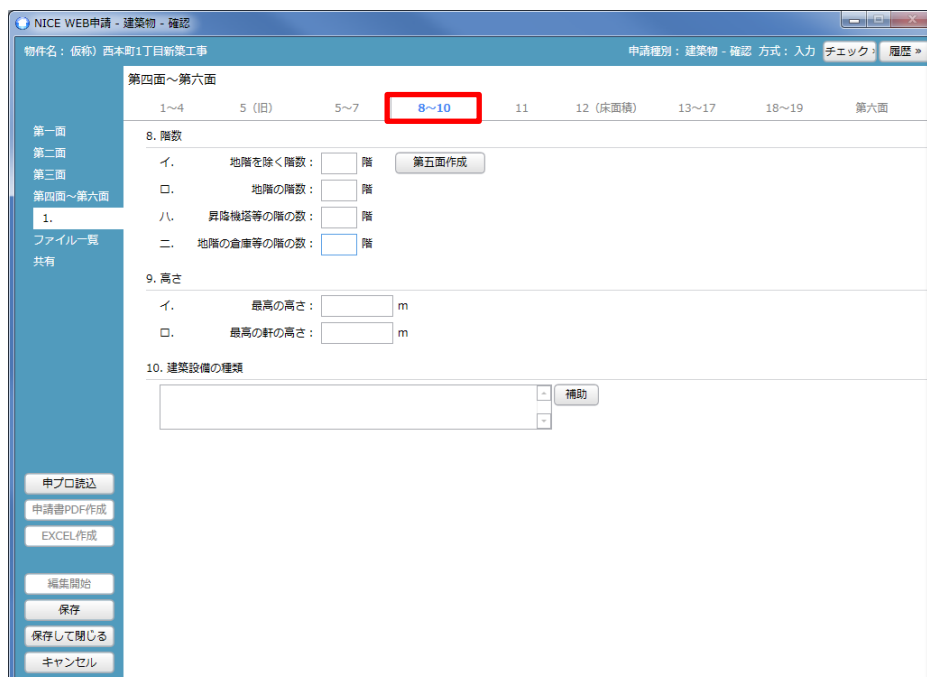 NICE WEB申請 - 建築物 - 確認
物件名： 仮称）西本町1丁目新築工事 申請種別：建築物 - 確認 方式：入力 チェック » 履歴 »
第四面～第六面
1～4 5（旧） 5～7 8～10 11 12（床面積） 13～17 18～19 第六面
第一面
第二面
第三面
第四面～第六面
1.
ファイル一覧
共有
8. 階数
イ. 地階を除く階数： 階 第五面作成
ロ. 地階の階数： 階
ハ. 昇降機塔等の階の数： 階
ニ. 地階の倉庫等の階の数： 階
9. 高さ
イ. 最高の高さ： m
ロ. 最高の軒の高さ： m
10. 建築設備の種類
補助
申プロ読込
申請書PDF作成
EXCEL作成
編集開始
保存
保存して閉じる
キャンセル